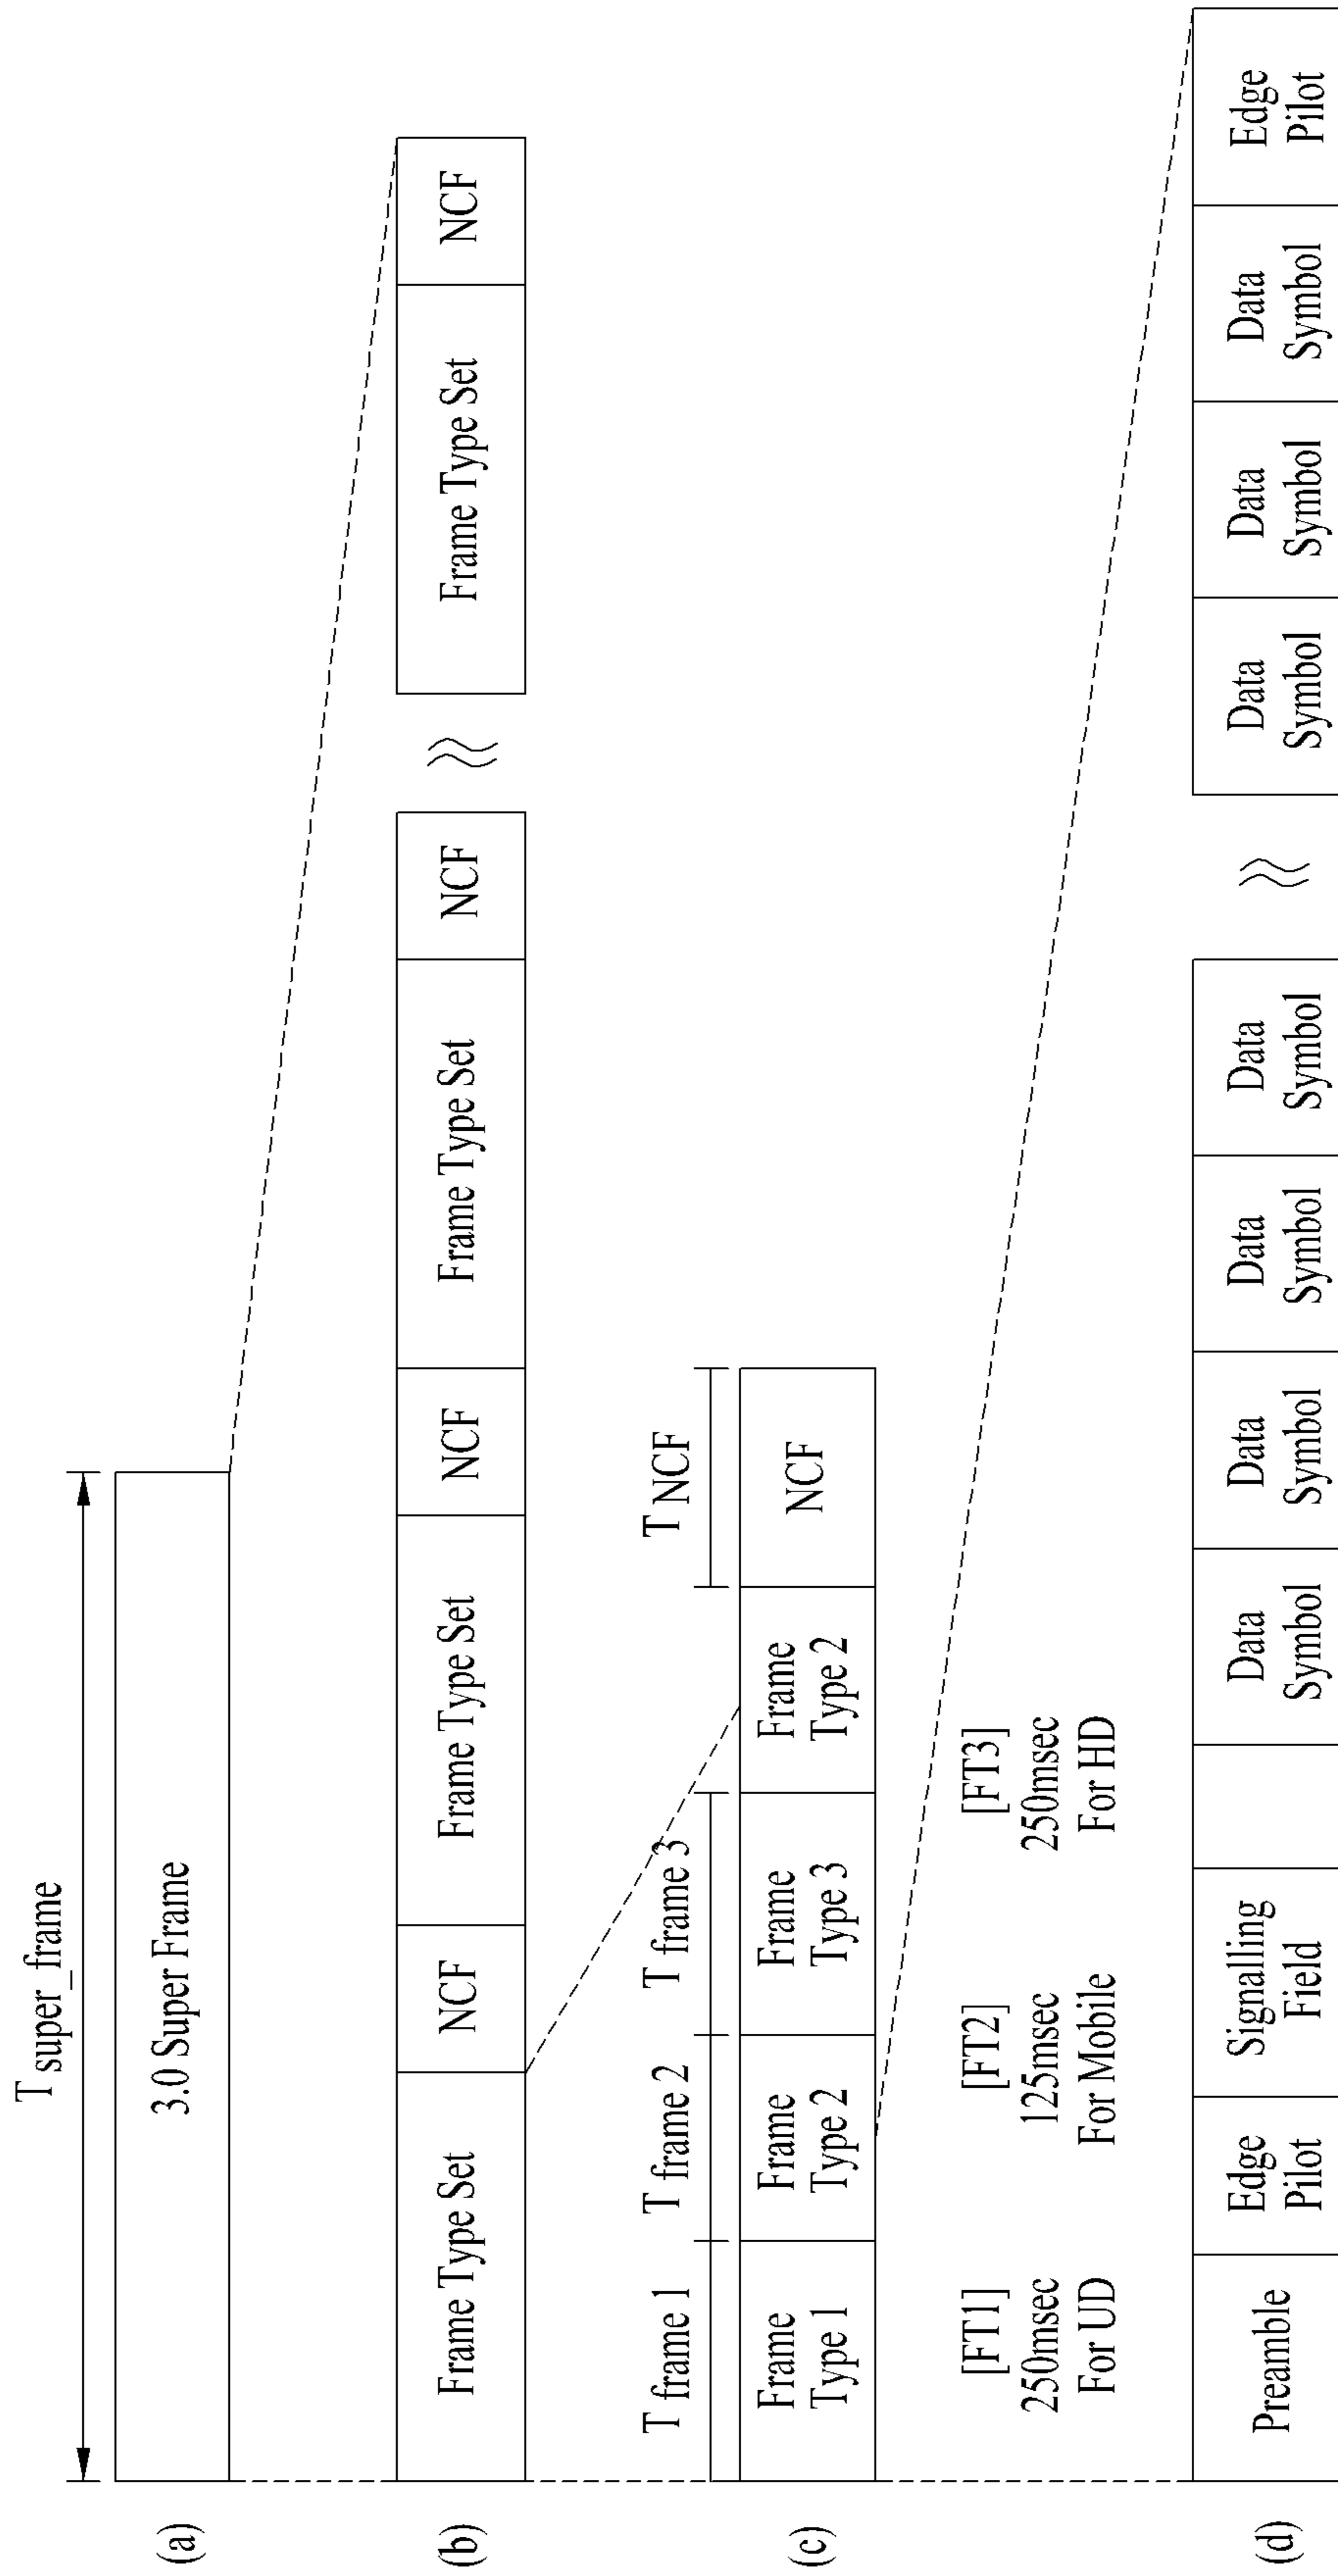 T super_frame
(a)
3.0 Super Frame
(b)
Frame Type Set
NCF
Frame Type Set
NCF
Frame Type Set
NCF
Frame Type Set
NCF
T frame 1
T frame 2
T frame 3
T NCF
(c)
Frame
Type 1
Frame
Type 2
Frame
Type 3
Frame
Type 2
NCF
[FT1]
250msec
For UD
[FT2]
125msec
For Mobile
[FT3]
250msec
For HD
(d)
Preamble
Edge
Pilot
Signalling
Field
Data
Symbol
Data
Symbol
Data
Symbol
Data
Symbol
Data
Symbol
Data
Symbol
Data
Symbol
Edge
Pilot